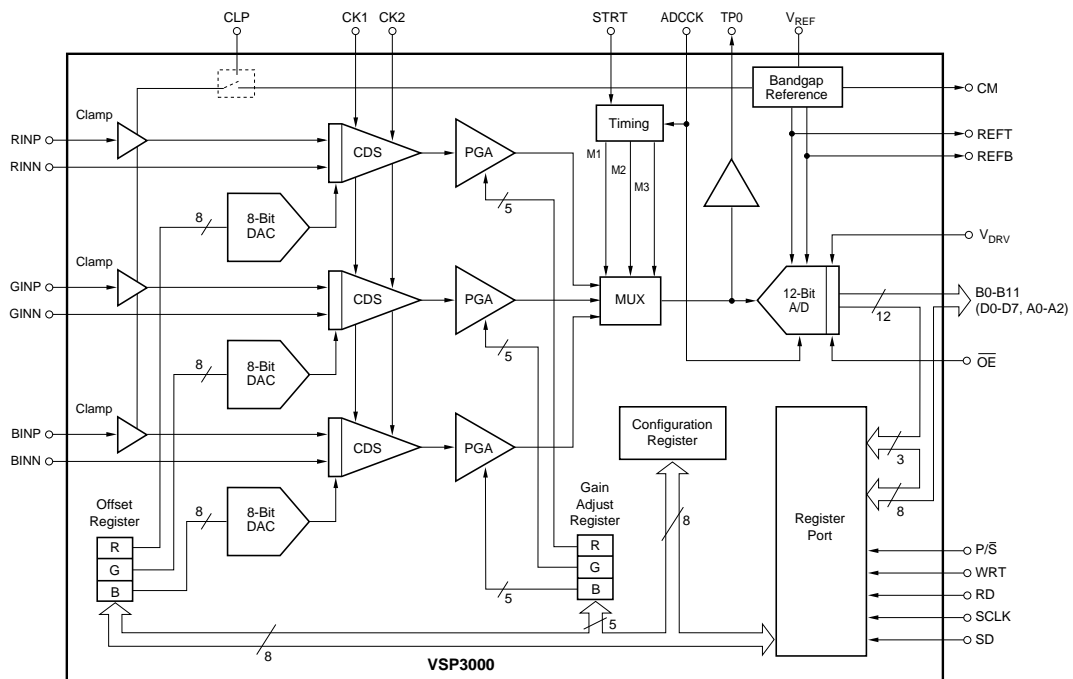 CLP CK1 CK2 STRT ADCCK TP0 VREF
Bandgap
Reference
CM
Clamp
Timing
RINP
CDS
PGA
REFT
RINN
M1
M2
M3
REFB
8
8-Bit
DAC
5
Clamp
VDRV
GINP
CDS
PGA
MUX
12-Bit
A/D
B0-B11
(D0-D7, A0-A2)
GINN
12
8
8-Bit
DAC
5
OE
Clamp
BINP
CDS
PGA
Configuration
Register
3
BINN
8
Offset
Register
8
8-Bit
DAC
Gain
Adjust
Register
8
Register
Port
R
G
B
R
G
B
5
P/S
WRT
RD
SCLK
SD
8
5
VSP3000